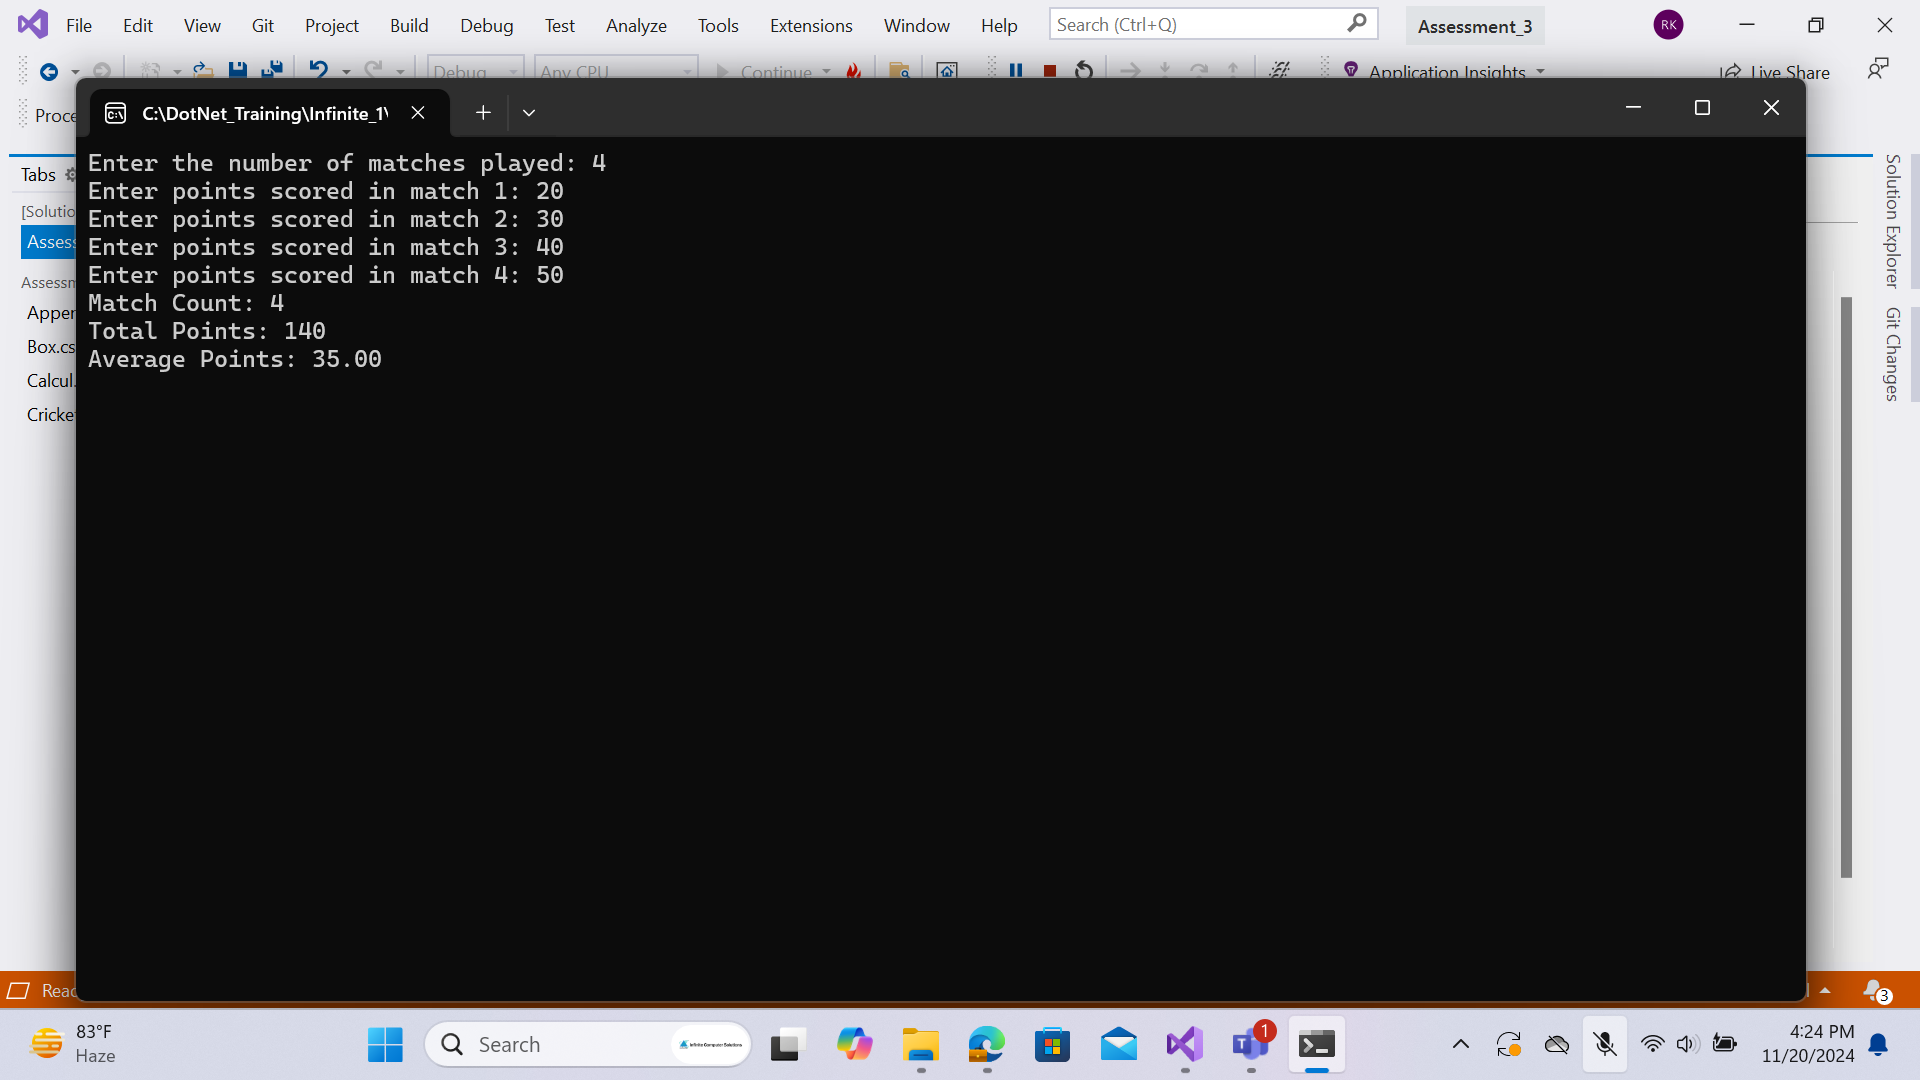 File Edit View Git Project Build Debug Test Analyze Tools Extensions Window Help Search (Ctrl+Q) Assessment_3 RK
Debug Any CPU Continue Application Insights Live Share
Proce
C:\DotNet_Training\Infinite_1\
Tabs
[Solutio
Assess
Assessm
Apper
Box.cs
Calcul.
Cricke
Enter the number of matches played: 4
Enter points scored in match 1: 20
Enter points scored in match 2: 30
Enter points scored in match 3: 40
Enter points scored in match 4: 50
Match Count: 4
Total Points: 140
Average Points: 35.00
Solution Explorer
Git Changes
Read
3
83°F
Haze
Search
Infinite Computer Solutions
1
4:24 PM
11/20/2024